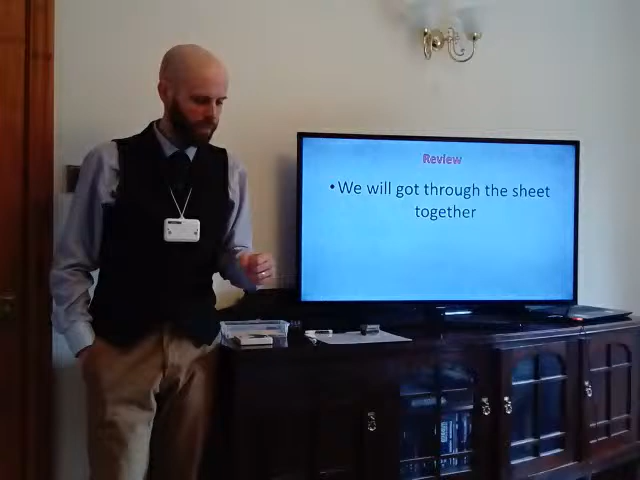 Review
•We will got through the sheet
together